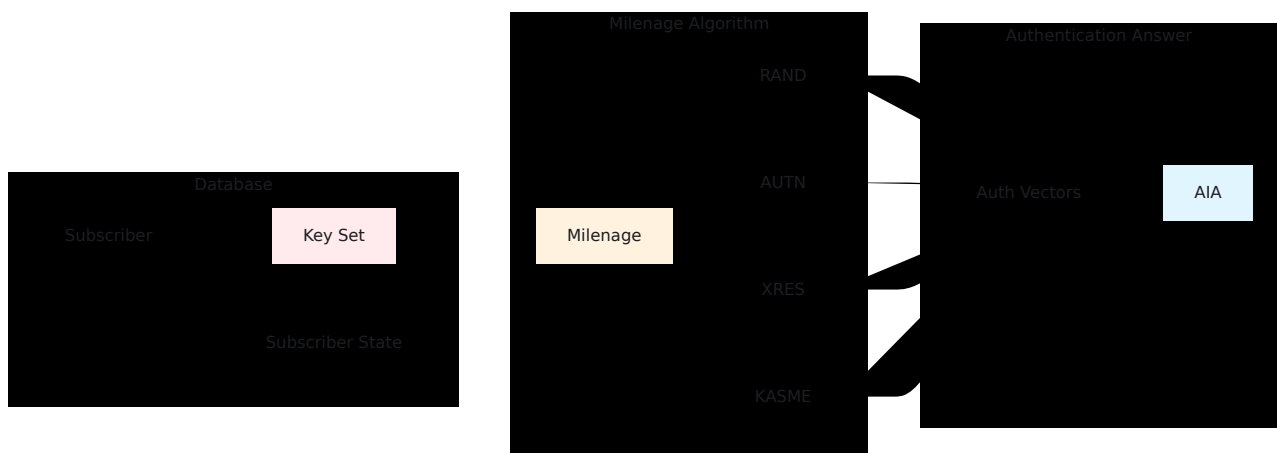 Database
Subscriber
Key Set
Subscriber State
Milenage Algorithm
Milenage
RAND
AUTN
XRES
KASME
Authentication Answer
Auth Vectors
AIA